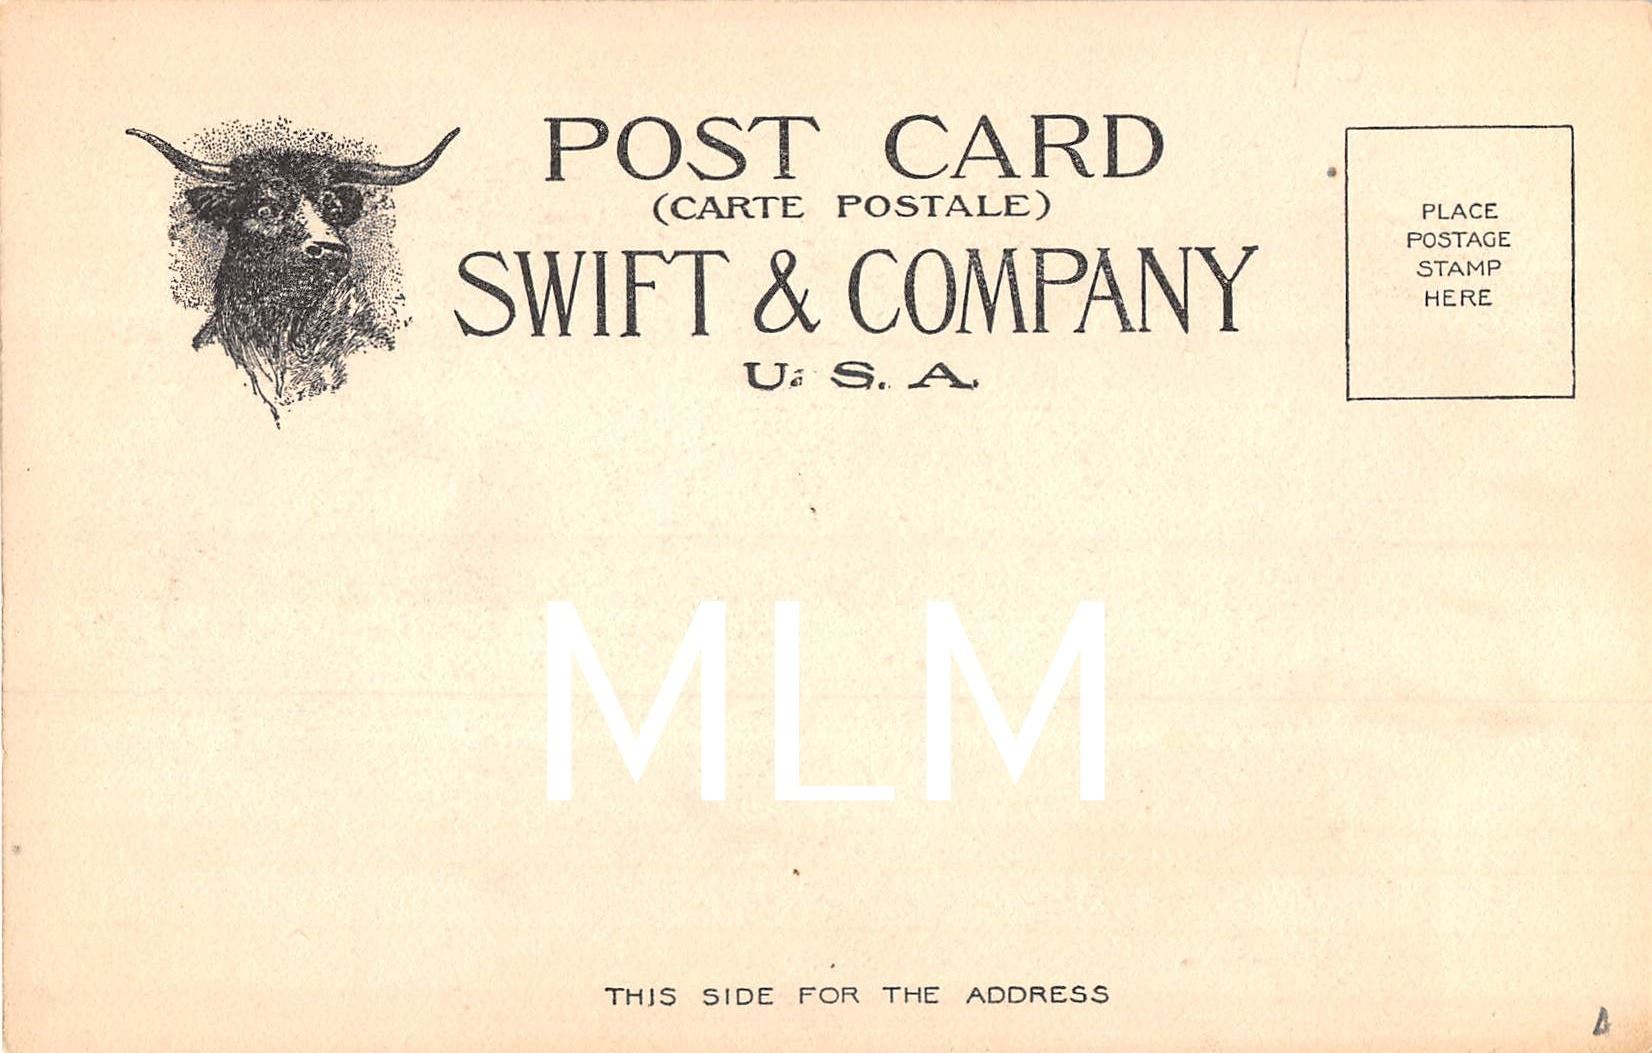 POST CARD
(CARTE POSTALE)
SWIFT & COMPANY
U. S. A.
PLACE
POSTAGE
STAMP
HERE
MLM
THIS SIDE FOR THE ADDRESS